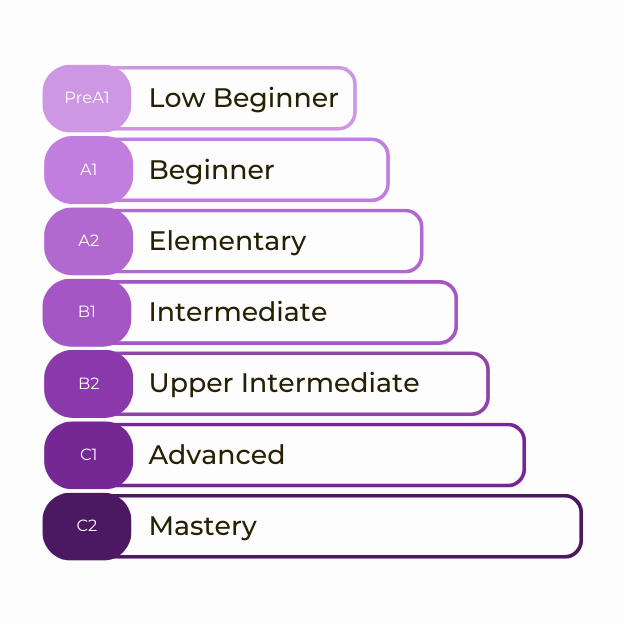 PreA1 Low Beginner
A1 Beginner
A2 Elementary
B1 Intermediate
B2 Upper Intermediate
C1 Advanced
C2 Mastery